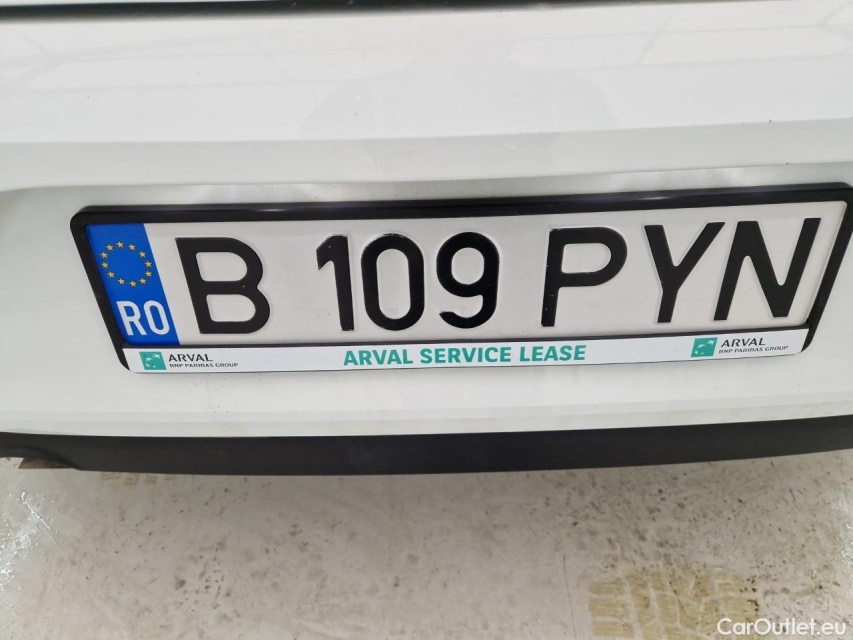 RO B 109 PYN
ARVAL BNP PARIBAS GROUP ARVAL SERVICE LEASE ARVAL BNP PARIBAS GROUP
CarOutlet.eu